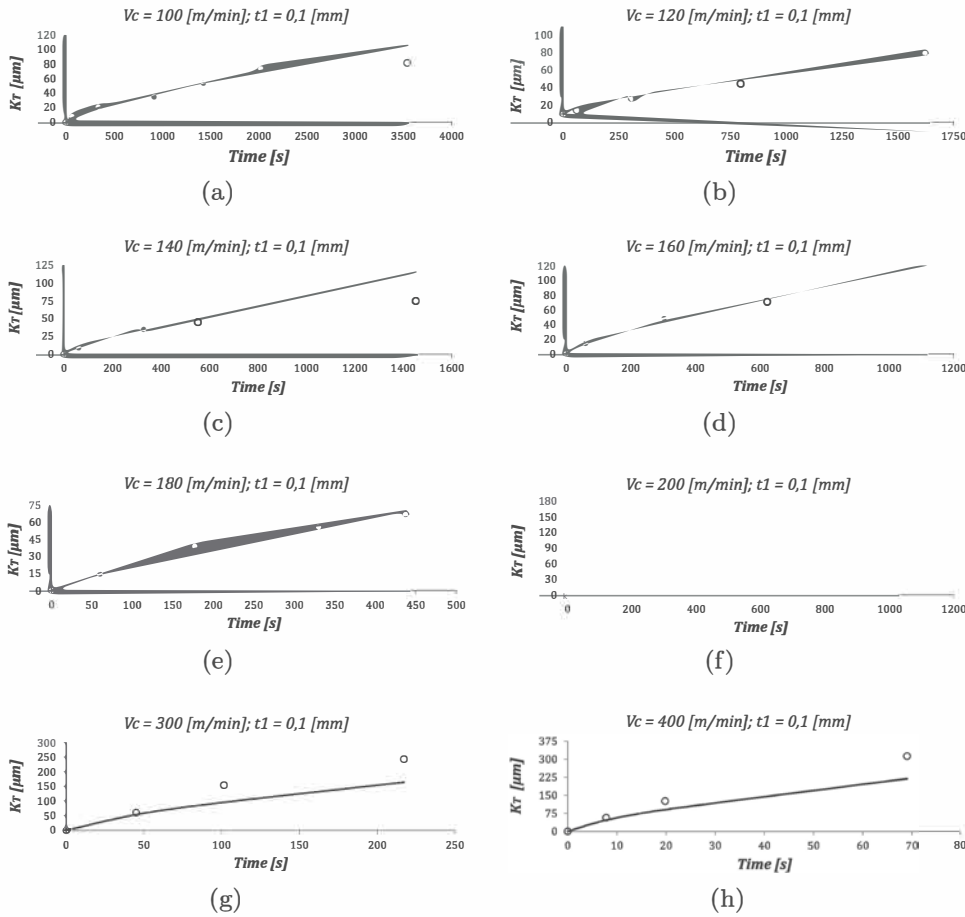 Vc = 100 [m/min]; t1 = 0,1 [mm]
KT [µm]
120
100
80
60
40
20
0
0 500 1000 1500 2000 2500 3000 3500 4000
Time [s]
(a)
Vc = 120 [m/min]; t1 = 0,1 [mm]
KT [µm]
100
80
60
40
20
0
0 250 500 750 1000 1250 1500 1750
Time [s]
(b)
Vc = 140 [m/min]; t1 = 0,1 [mm]
KT [µm]
125
100
75
50
25
0
0 200 400 600 800 1000 1200 1400 1600
Time [s]
(c)
Vc = 160 [m/min]; t1 = 0,1 [mm]
KT [µm]
120
100
80
60
40
20
0
0 200 400 600 800 1000 1200
Time [s]
(d)
Vc = 180 [m/min]; t1 = 0,1 [mm]
KT [µm]
75
60
45
30
15
0
0 50 100 150 200 250 300 350 400 450 500
Time [s]
(e)
Vc = 200 [m/min]; t1 = 0,1 [mm]
KT [µm]
180
150
120
90
60
30
0
0 200 400 600 800 1000 1200
Time [s]
(f)
Vc = 300 [m/min]; t1 = 0,1 [mm]
KT [µm]
300
250
200
150
100
50
0
0 50 100 150 200 250
Time [s]
(g)
Vc = 400 [m/min]; t1 = 0,1 [mm]
KT [µm]
375
300
225
150
75
0
0 10 20 30 40 50 60 70 80
Time [s]
(h)